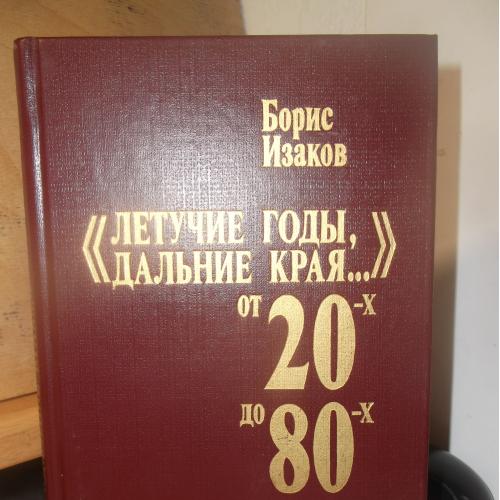 Борис
Изаков
«ЛЕТУЧИЕ ГОДЫ,
ДАЛЬНИЕ КРАЯ...»
от 20-х
до 80-х